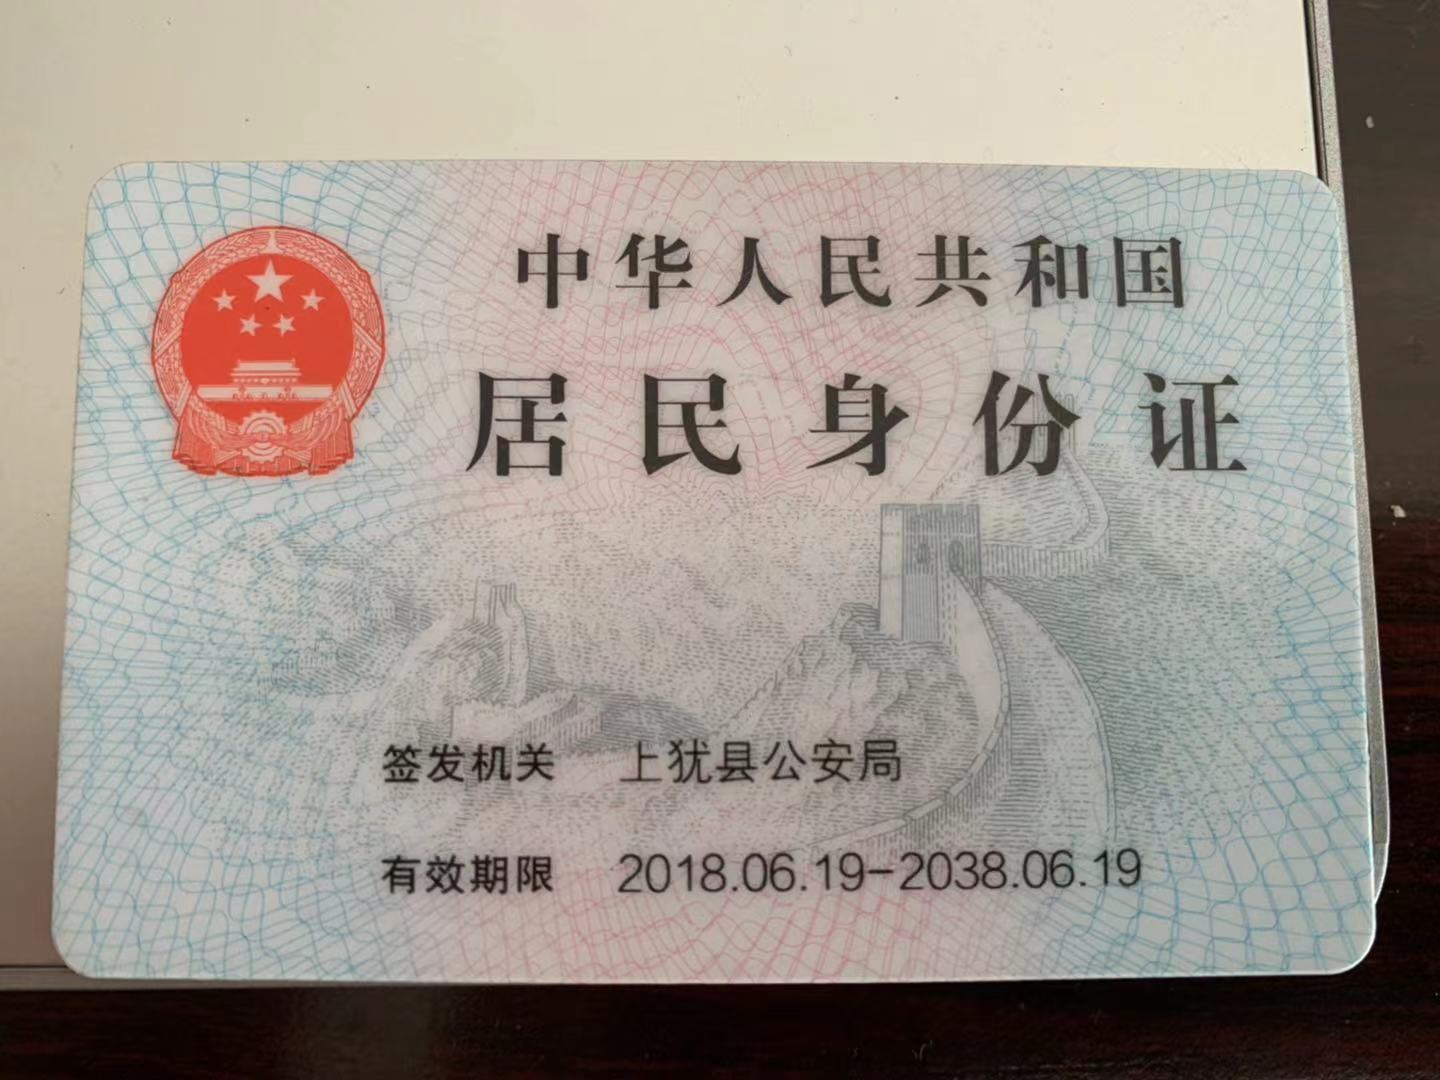 中华人民共和国
居民身份证
签发机关 上犹县公安局
有效期限 2018.06.19-2038.06.19